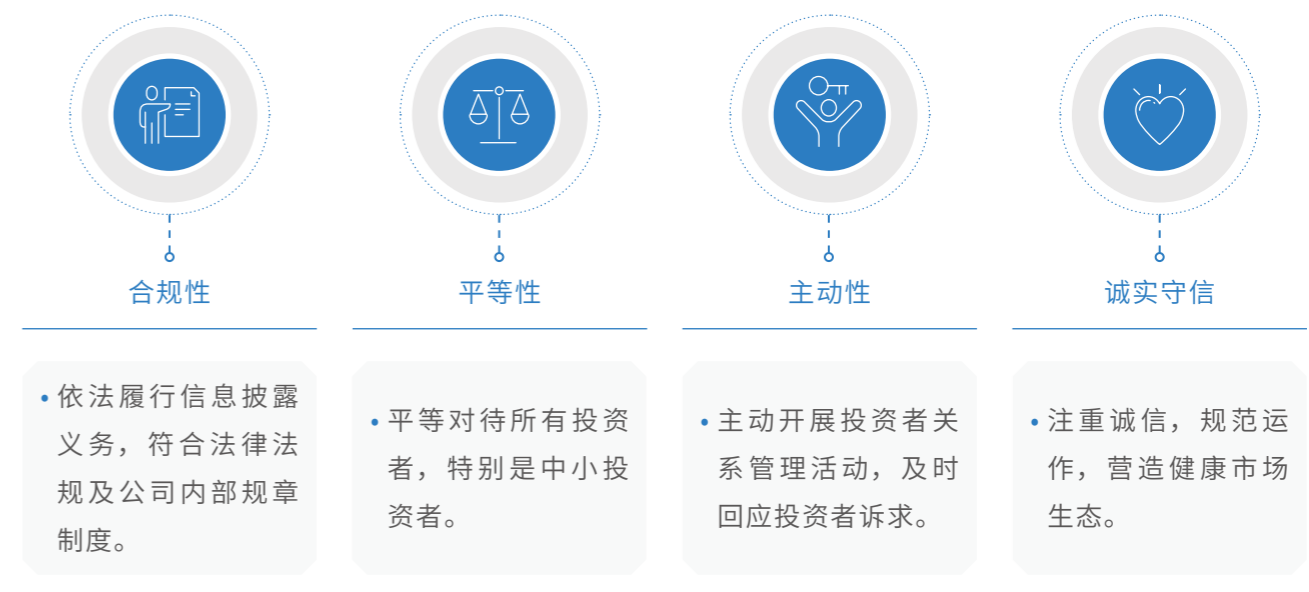 合规性
• 依法履行信息披露
义务，符合法律法
规及公司内部规章
制度。
平等性
• 平等对待所有投资
者，特别是中小投
资者。
主动性
• 主动开展投资者关
系管理活动，及时
回应投资者诉求。
诚实守信
• 注重诚信，规范运
作，营造健康市场
生态。